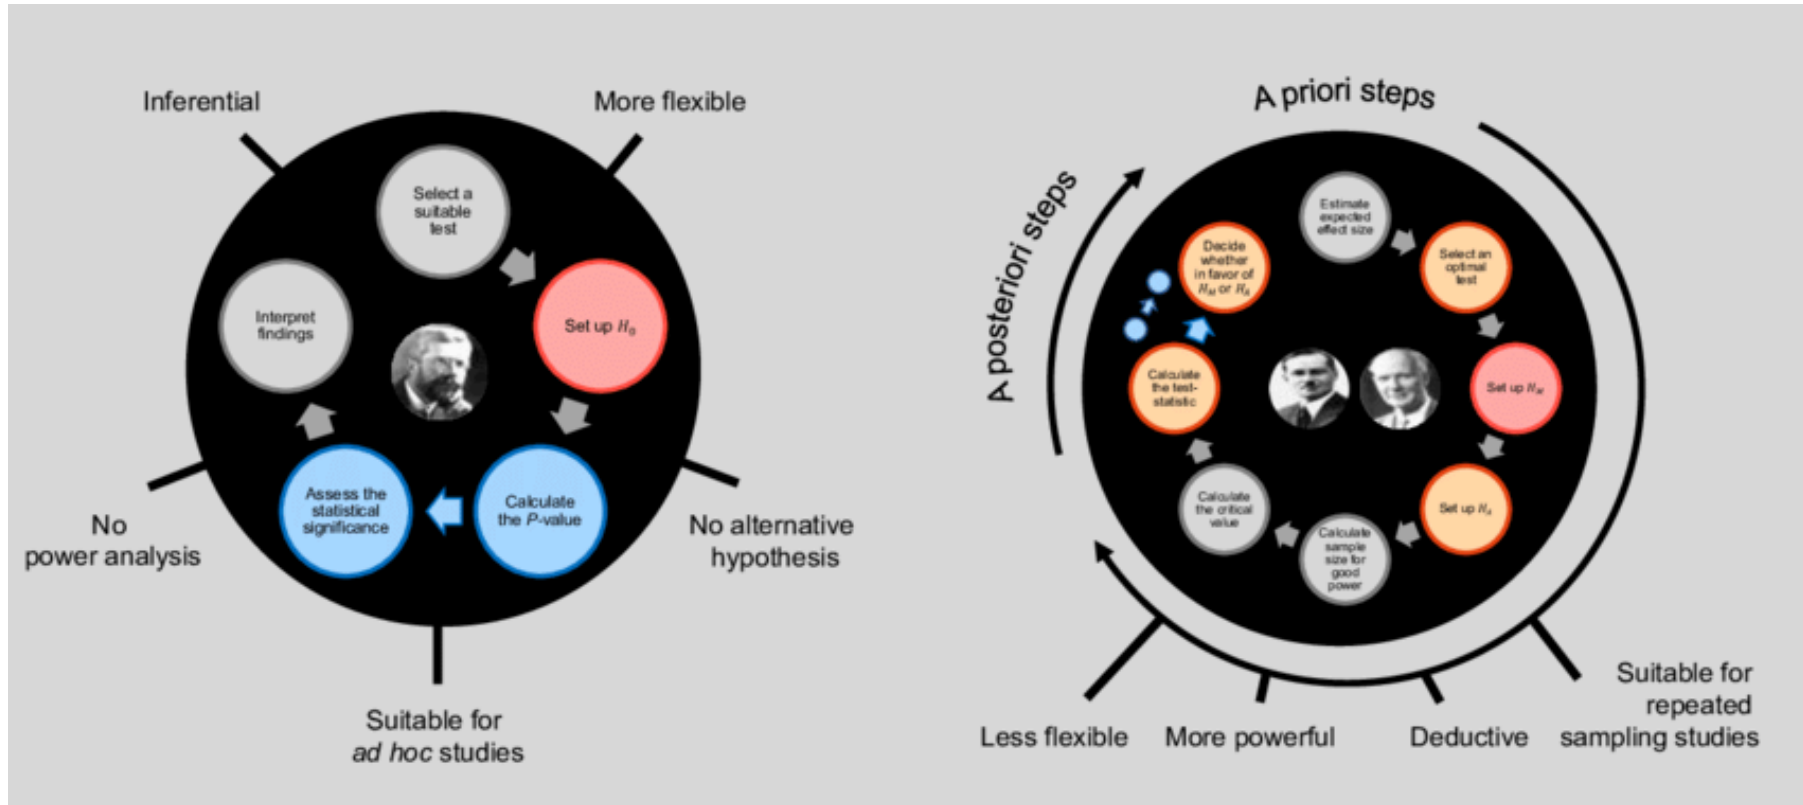 Inferential
More flexible
Select a
suitable
test
Set up H₀
Calculate
the P-value
Assess the
statistical
significance
Interpret
findings
No
power analysis
No alternative
hypothesis
Suitable for
ad hoc studies
A priori steps
A posteriori steps
Estimate
expected
effect size
Select an
optimal
test
Set up Hₘ
Set up Hₐ
Calculate
sample
size for
good
power
Calculate
the critical
value
Calculate
the test-
statistic
Decide
whether
in favor of
Hₘ or Hₐ
Less flexible
More powerful
Deductive
Suitable for
repeated
sampling studies